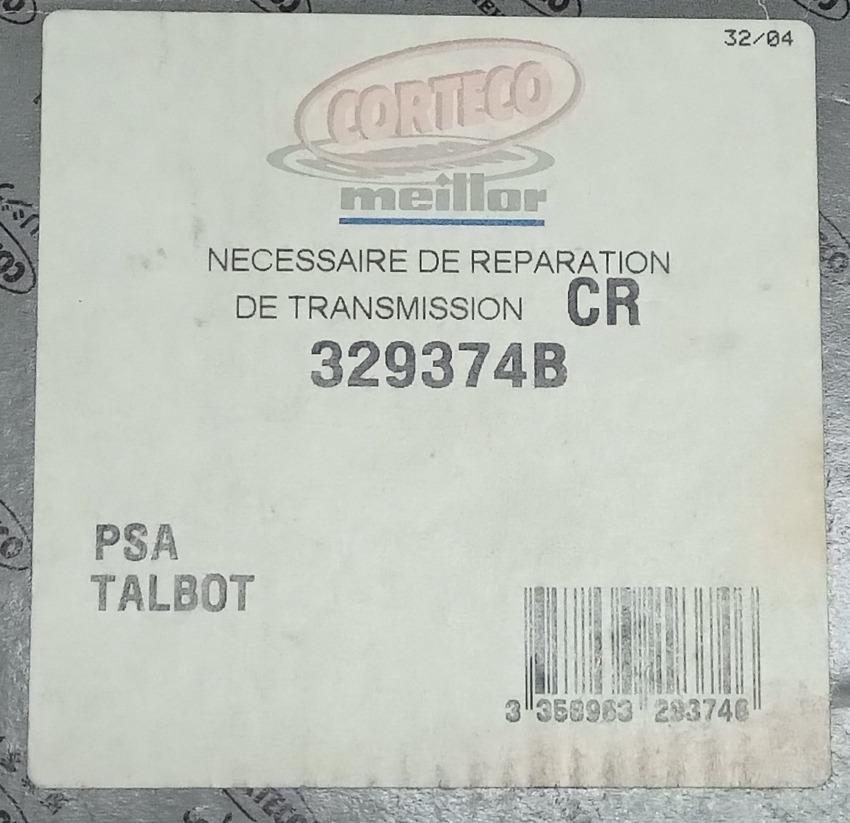 32/04
CORTECO
meillor
NECESSAIRE DE REPARATION
DE TRANSMISSION CR
329374B
PSA
TALBOT
3 358963 293746